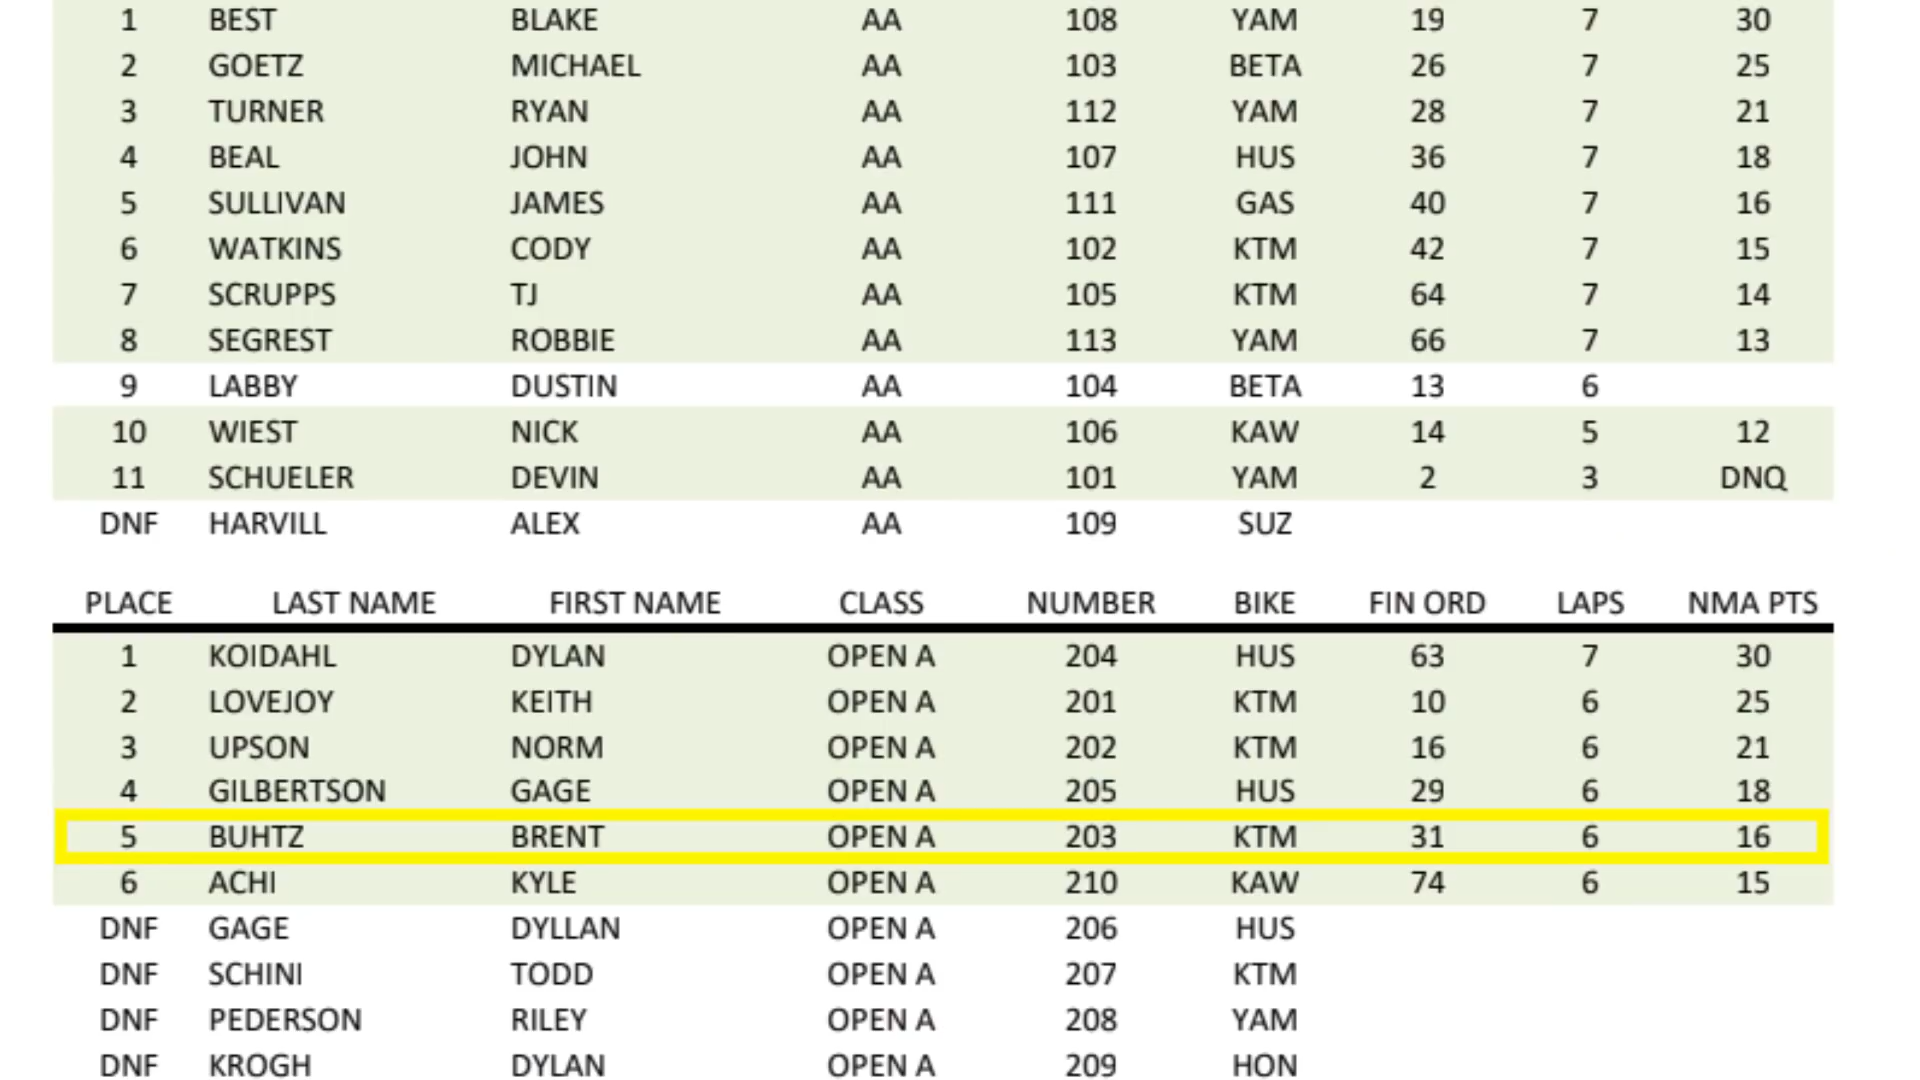 1 BEST BLAKE AA 108 YAM 19 7 30
2 GOETZ MICHAEL AA 103 BETA 26 7 25
3 TURNER RYAN AA 112 YAM 28 7 21
4 BEAL JOHN AA 107 HUS 36 7 18
5 SULLIVAN JAMES AA 111 GAS 40 7 16
6 WATKINS CODY AA 102 KTM 42 7 15
7 SCRUPPS TJ AA 105 KTM 64 7 14
8 SEGREST ROBBIE AA 113 YAM 66 7 13
9 LABBY DUSTIN AA 104 BETA 13 6
10 WIEST NICK AA 106 KAW 14 5 12
11 SCHUELER DEVIN AA 101 YAM 2 3 DNQ
DNF HARVILL ALEX AA 109 SUZ
PLACE LAST NAME FIRST NAME CLASS NUMBER BIKE FIN ORD LAPS NMA PTS
1 KOIDAHL DYLAN OPEN A 204 HUS 63 7 30
2 LOVEJOY KEITH OPEN A 201 KTM 10 6 25
3 UPSON NORM OPEN A 202 KTM 16 6 21
4 GILBERTSON GAGE OPEN A 205 HUS 29 6 18
5 BUHTZ BRENT OPEN A 203 KTM 31 6 16
6 ACHI KYLE OPEN A 210 KAW 74 6 15
DNF GAGE DYLLAN OPEN A 206 HUS
DNF SCHINI TODD OPEN A 207 KTM
DNF PEDERSON RILEY OPEN A 208 YAM
DNF KROGH DYLAN OPEN A 209 HON